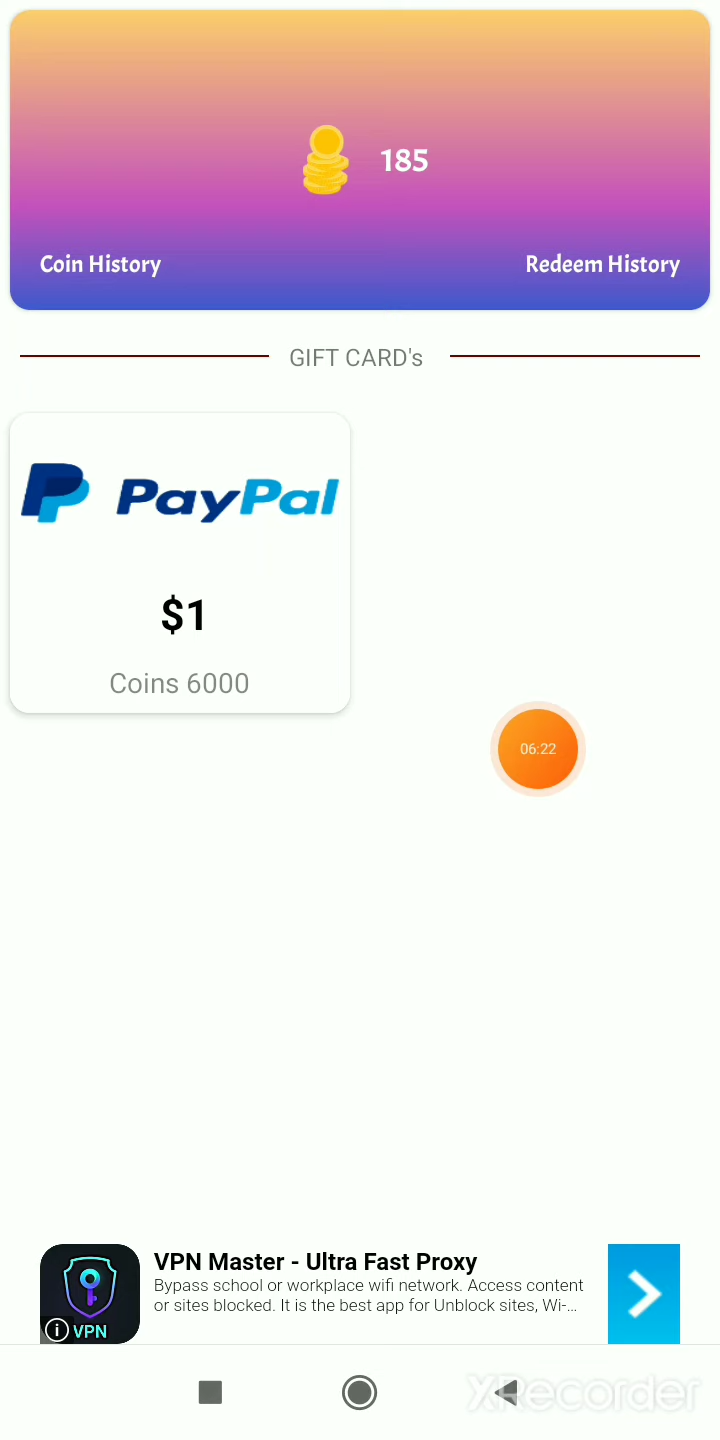 185
Coin History
Redeem History
GIFT CARD's
PayPal
$1
Coins 6000
06:22
VPN Master - Ultra Fast Proxy
Bypass school or workplace wifi network. Access content
or sites blocked. It is the best app for Unblock sites, Wi-...
VPN
XRecorder